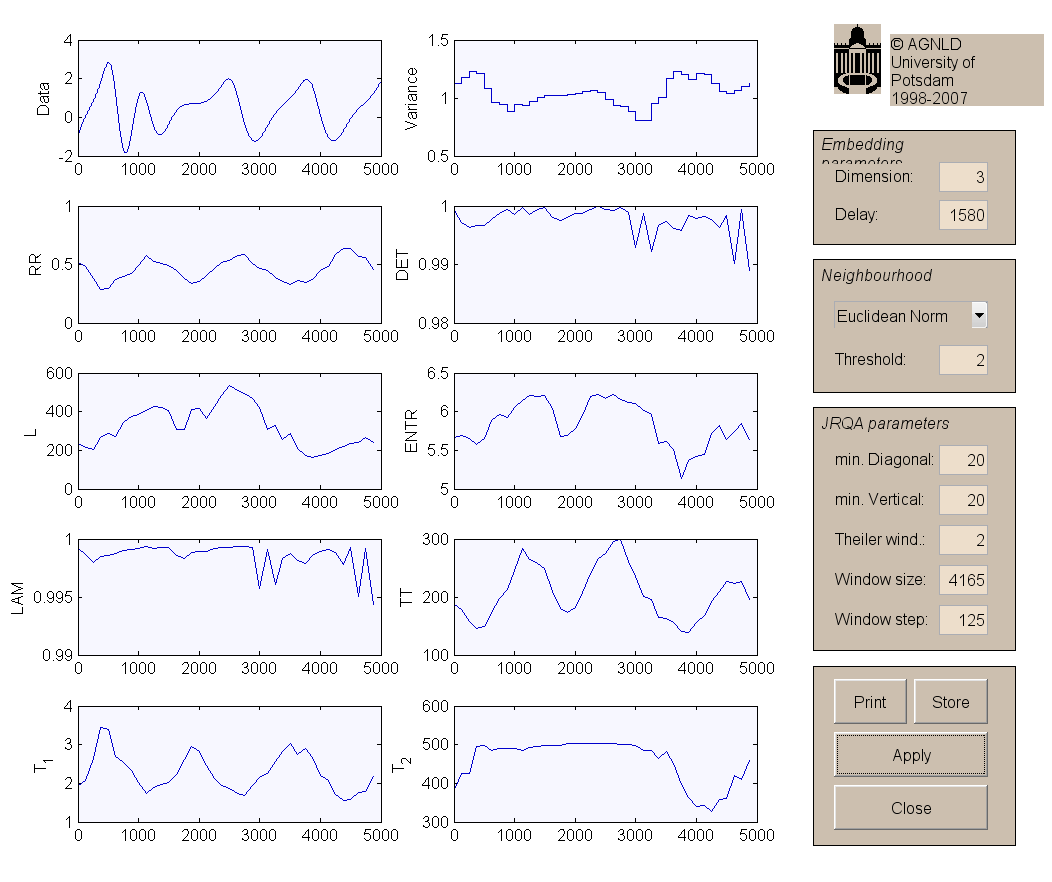 4
2
0
-2
Data
0 1000 2000 3000 4000 5000
1.5
1
0.5
Variance
0 1000 2000 3000 4000 5000
1
0.5
0
RR
0 1000 2000 3000 4000 5000
1
0.99
0.98
DET
0 1000 2000 3000 4000 5000
600
400
200
0
L
0 1000 2000 3000 4000 5000
6.5
6
5.5
5
ENTR
0 1000 2000 3000 4000 5000
1
0.995
0.99
LAM
0 1000 2000 3000 4000 5000
300
200
100
TT
0 1000 2000 3000 4000 5000
4
3
2
1
T1
0 1000 2000 3000 4000 5000
600
500
400
300
T2
0 1000 2000 3000 4000 5000
© AGNLD
University of
Potsdam
1998-2007
Embedding
parameters
Dimension: 3
Delay: 1580
Neighbourhood
Euclidean Norm
Threshold: 2
JRQA parameters
min. Diagonal: 20
min. Vertical: 20
Theiler wind.: 2
Window size: 4165
Window step: 125
Print Store
Apply
Close